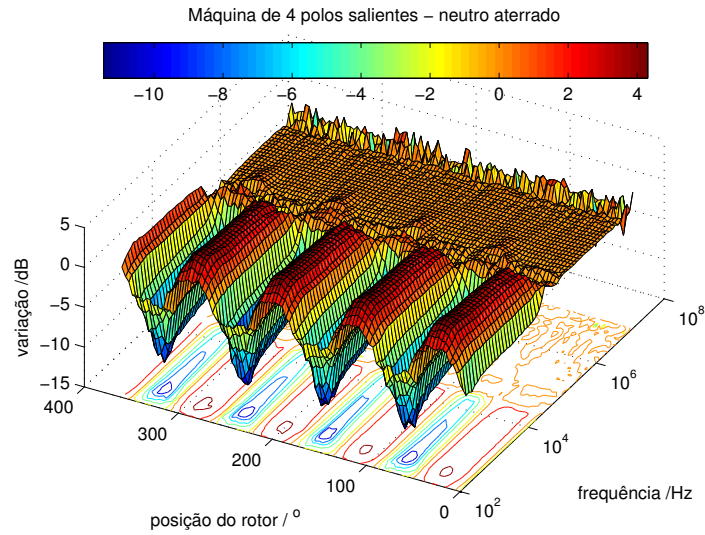 Máquina de 4 polos salientes − neutro aterrado
−10 −8 −6 −4 −2 0 2 4
5
0
−5
−10
−15
variação /dB
400
300
200
100
0
posição do rotor / º
10^2
10^4
10^6
10^8
frequência /Hz